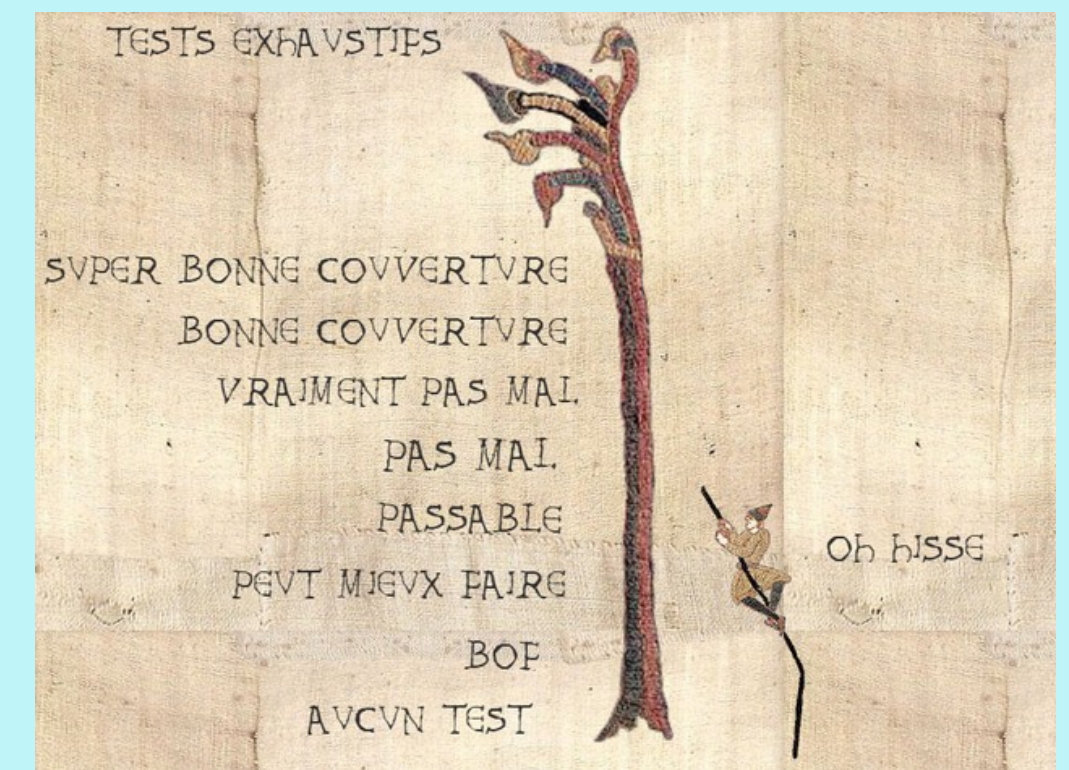 TESTS EXHAVSTIFS
SVPER BONNE COVVERTVRE
BONNE COVVERTVRE
VRAIMENT PAS MAL
PAS MAL
PASSABLE
OH HISSE
PEVT MIEVX FAIRE
BOF
AVCVN TEST